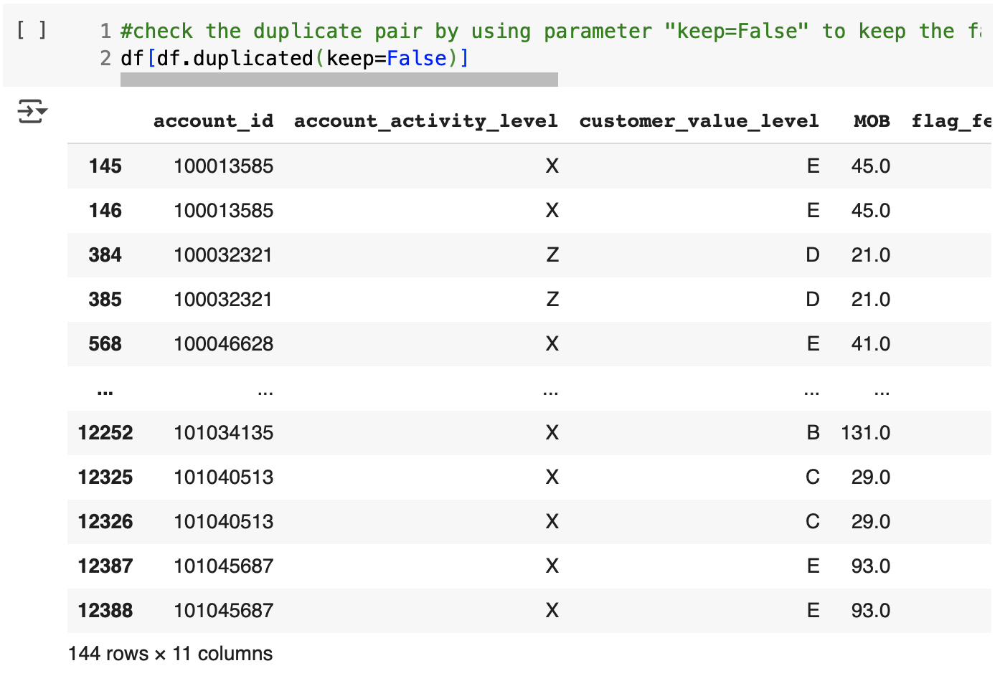 [ ] 1 #check the duplicate pair by using parameter "keep=False" to keep the
2 df[df.duplicated(keep=False)]
account_id account_activity_level customer_value_level MOB flag_fe
145 100013585 X E 45.0
146 100013585 X E 45.0
384 100032321 Z D 21.0
385 100032321 Z D 21.0
568 100046628 X E 41.0
... ... ... ... ...
12252 101034135 X B 131.0
12325 101040513 X C 29.0
12326 101040513 X C 29.0
12387 101045687 X E 93.0
12388 101045687 X E 93.0
144 rows × 11 columns